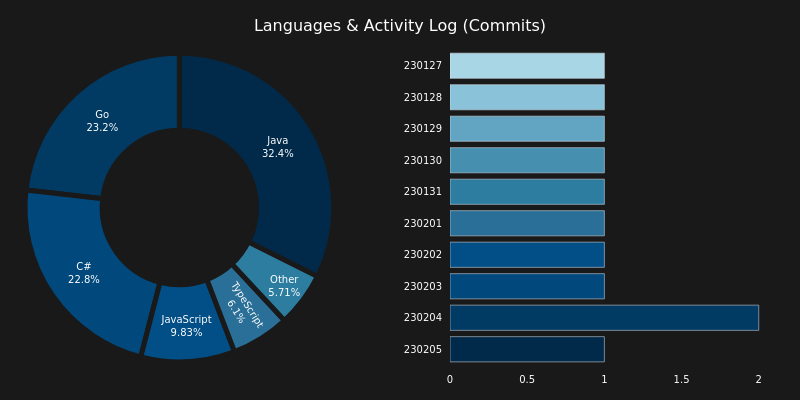 Languages & Activity Log (Commits)
Java
32.4%
Go
23.2%
C#
22.8%
JavaScript
9.83%
TypeScript
6.1%
Other
5.71%
230127
230128
230129
230130
230131
230201
230202
230203
230204
230205
0 0.5 1 1.5 2